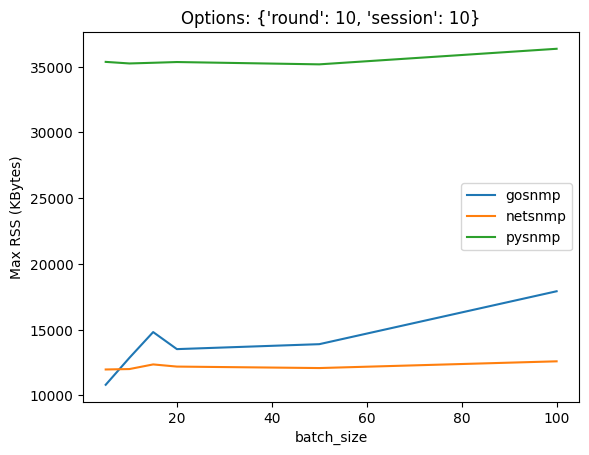 Options: {'round': 10, 'session': 10}
Max RSS (KBytes)
35000
30000
25000
20000
15000
10000
gosnmp
netsnmp
pysnmp
20
40
60
80
100
batch_size